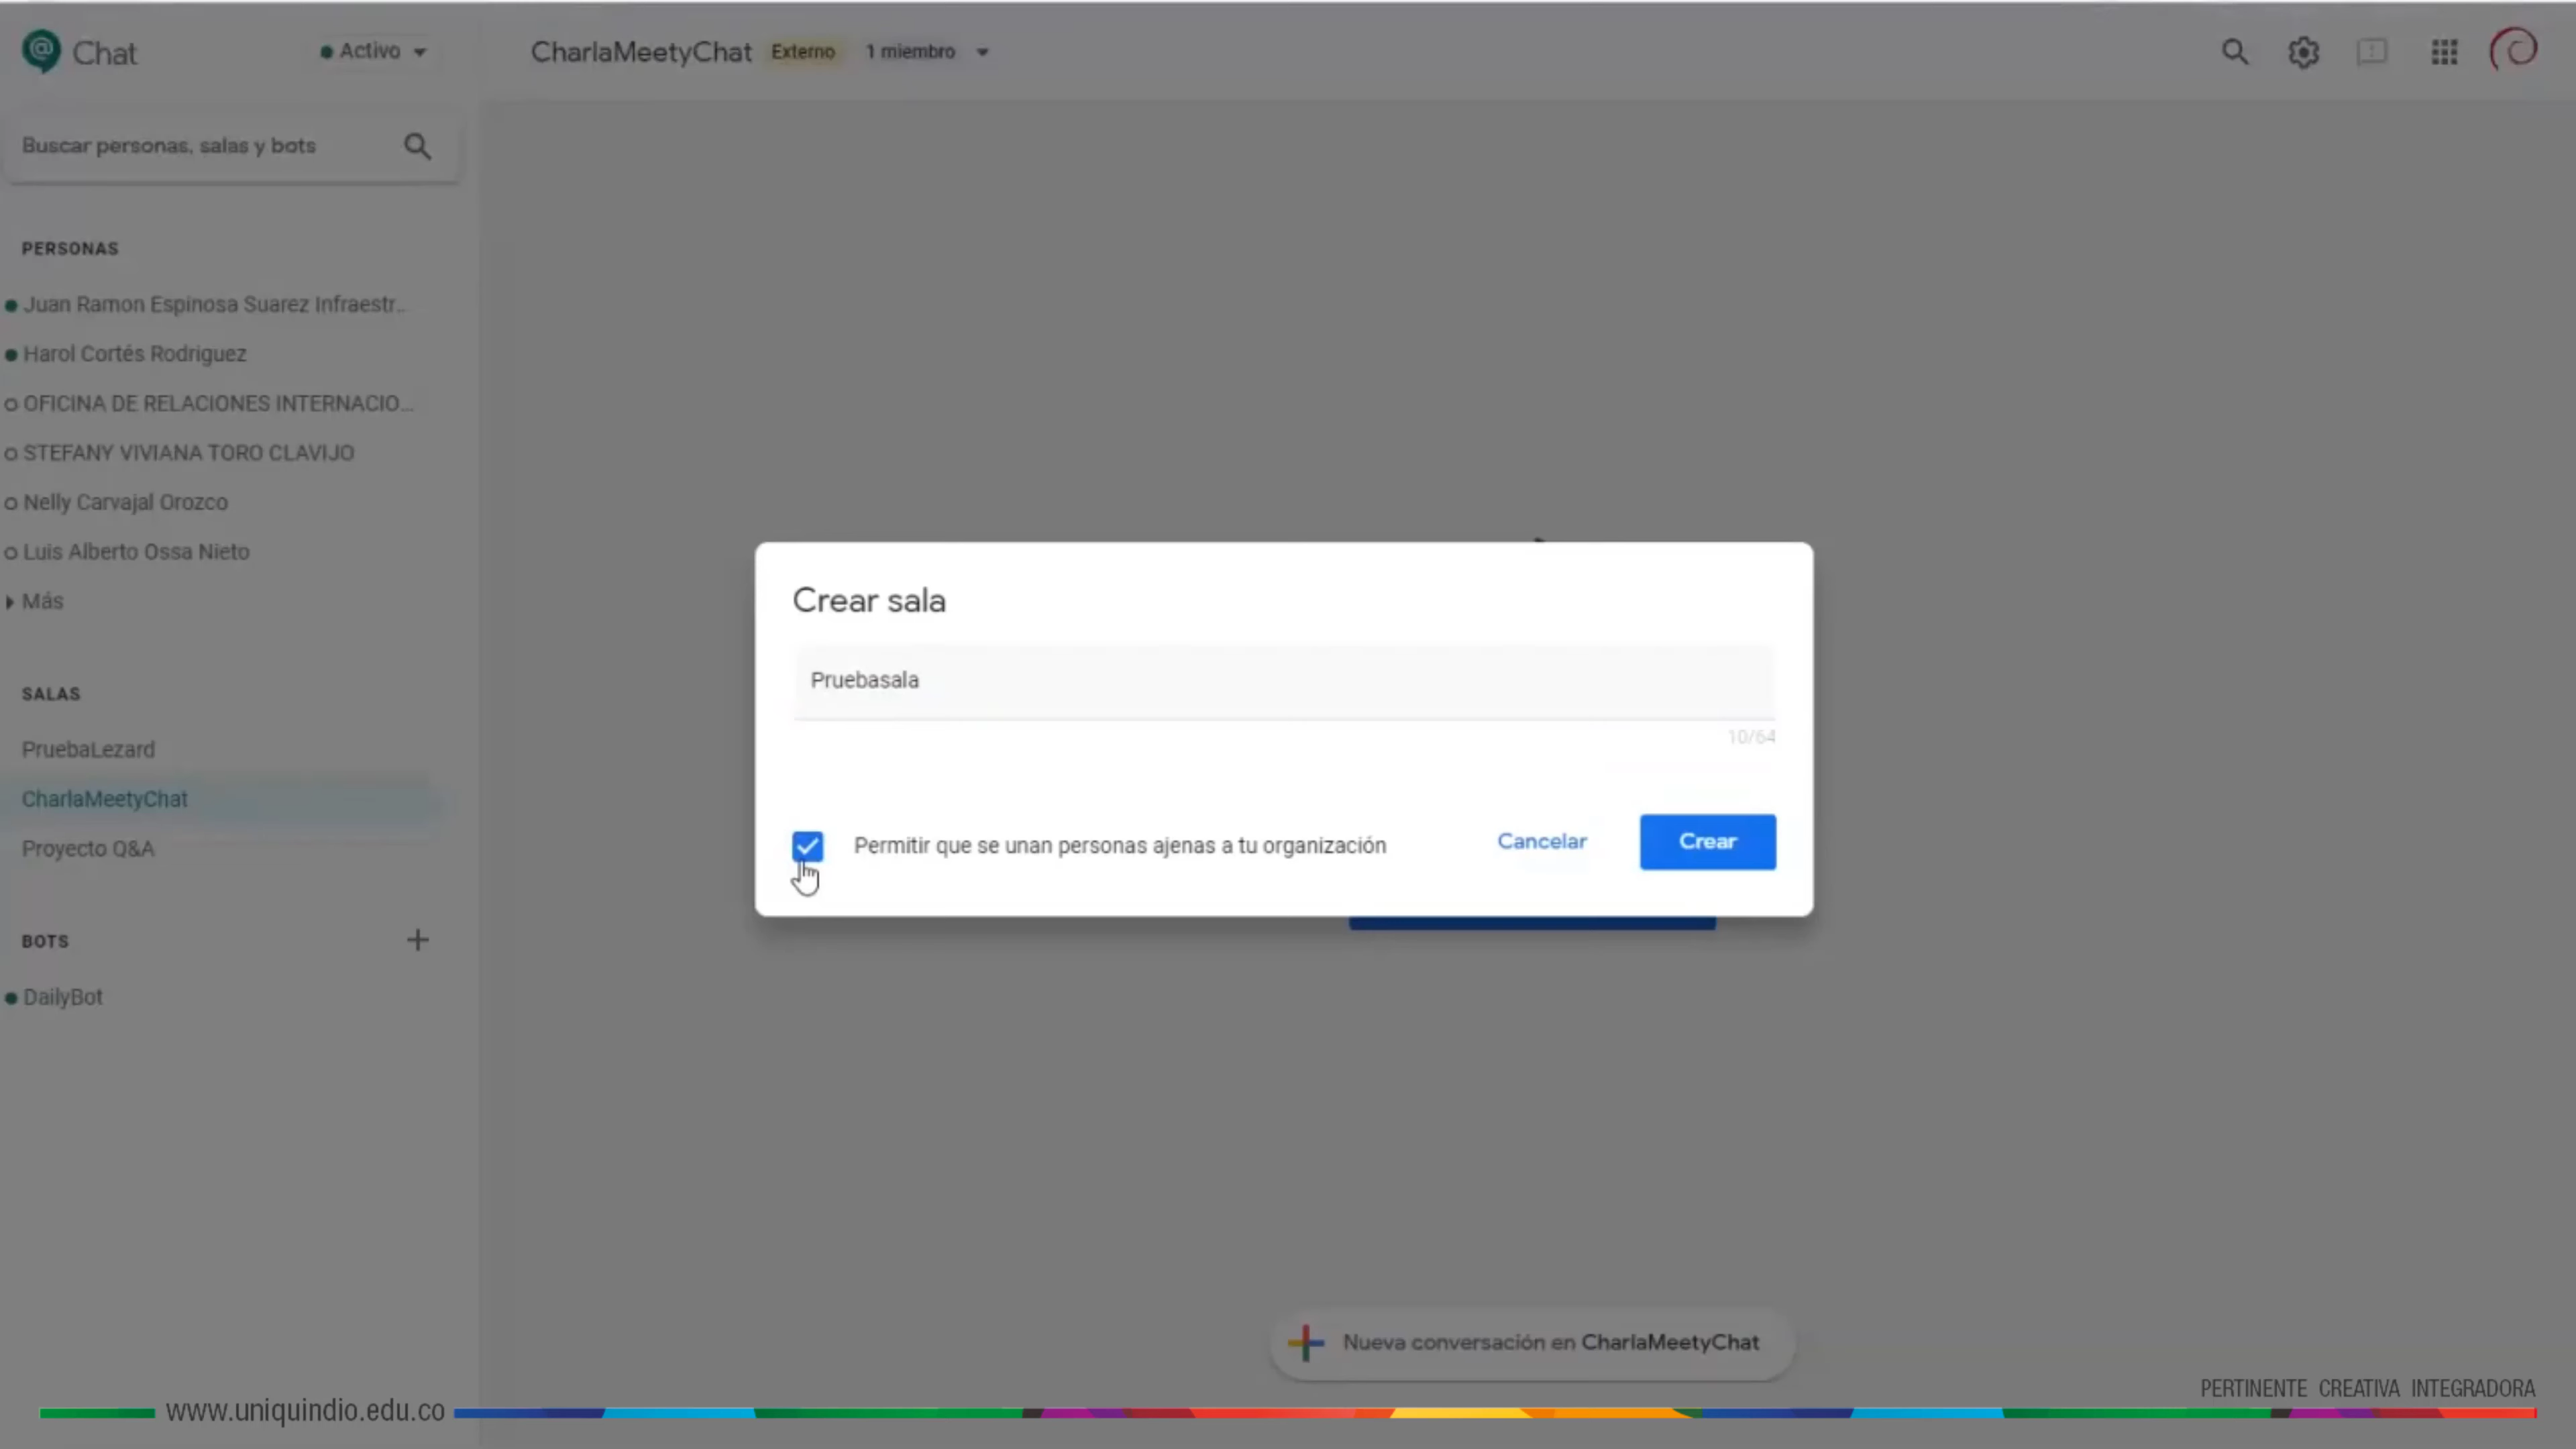 Chat
Activo
CharlaMeetyChat Externo 1 miembro
Buscar personas, salas y bots
PERSONAS
Juan Ramon Espinosa Suarez Infraestr...
Harol Cortés Rodriguez
OFICINA DE RELACIONES INTERNACIO...
STEFANY VIVIANA TORO CLAVIJO
Nelly Carvajal Orozco
Luis Alberto Ossa Nieto
Más
SALAS
PruebaLezard
CharlaMeetyChat
Proyecto Q&A
BOTS
DailyBot
Crear sala
Pruebasala
10/64
Permitir que se unan personas ajenas a tu organización
Cancelar
Crear
Nueva conversación en CharlaMeetyChat
PERTINENTE CREATIVA INTEGRADORA
www.uniquindio.edu.co